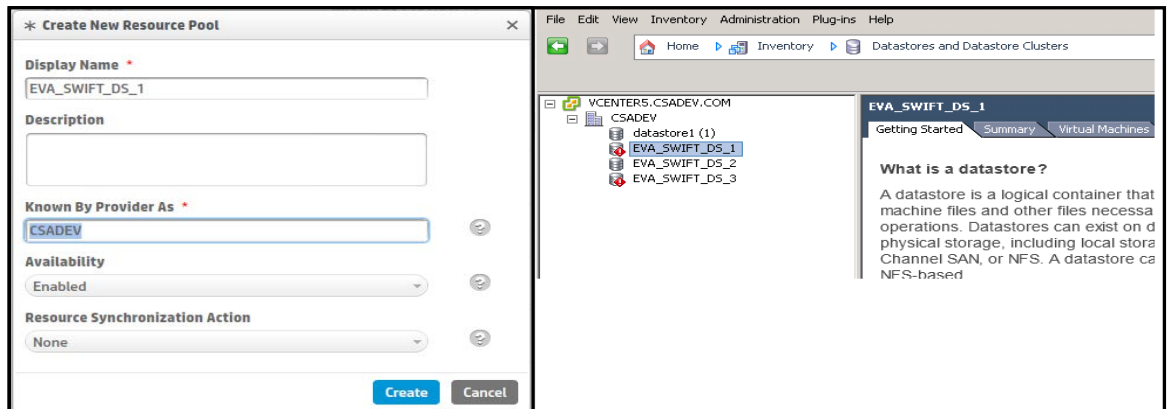 ✳ Create New Resource Pool ×
Display Name *
EVA_SWIFT_DS_1
Description
Known By Provider As *
CSADEV
?
Availability
Enabled
?
Resource Synchronization Action
None
?
Create Cancel
File Edit View Inventory Administration Plug-ins Help
Home Inventory Datastores and Datastore Clusters
VCENTER5.CSADEV.COM
CSADEV
datastore1 (1)
EVA_SWIFT_DS_1
EVA_SWIFT_DS_2
EVA_SWIFT_DS_3
EVA_SWIFT_DS_1
Getting Started Summary Virtual Machines
What is a datastore?
A datastore is a logical container that
machine files and other files necessa
operations. Datastores can exist on d
physical storage, including local stora
Channel SAN, or NFS. A datastore ca
NFS-based